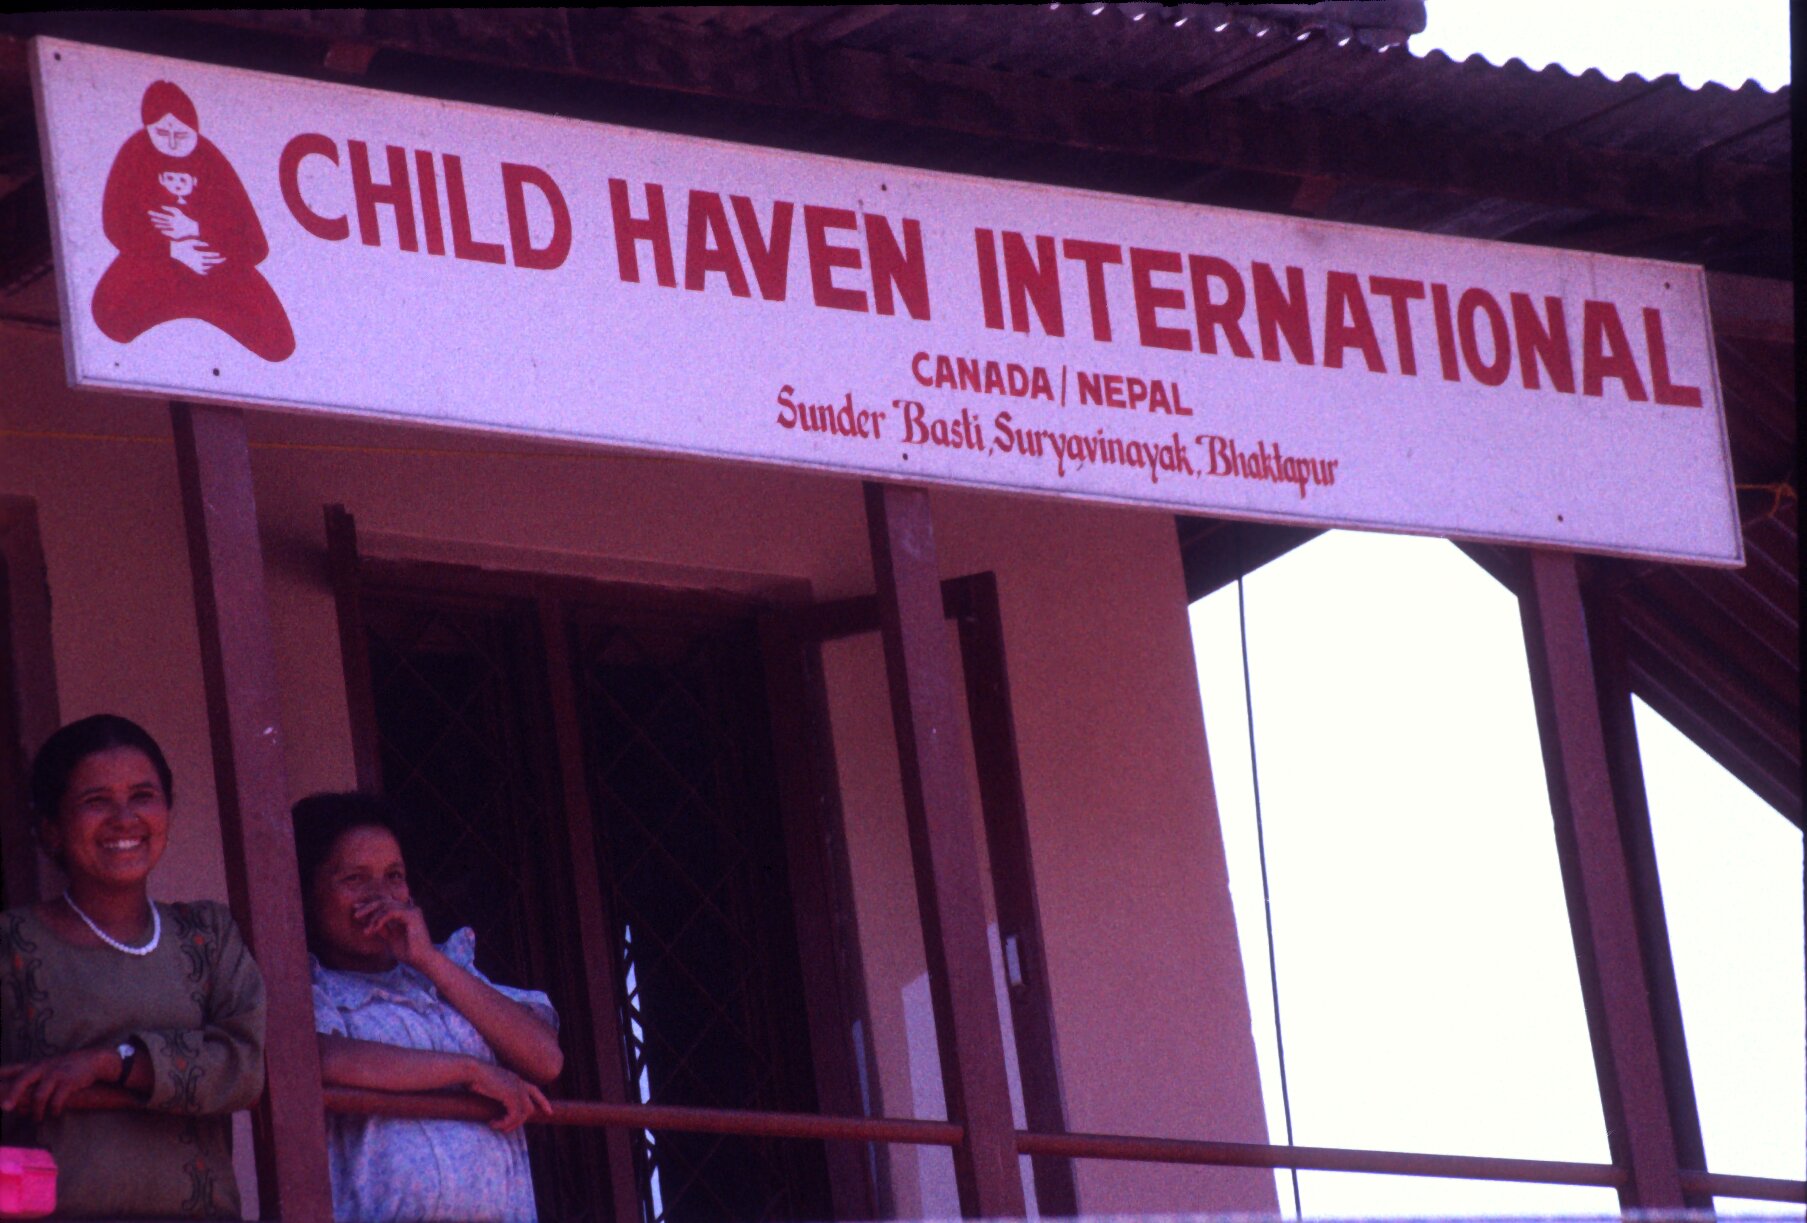 CHILD HAVEN INTERNATIONAL
CANADA / NEPAL
Sunder Basti, Suryavinayak, Bhaktapur